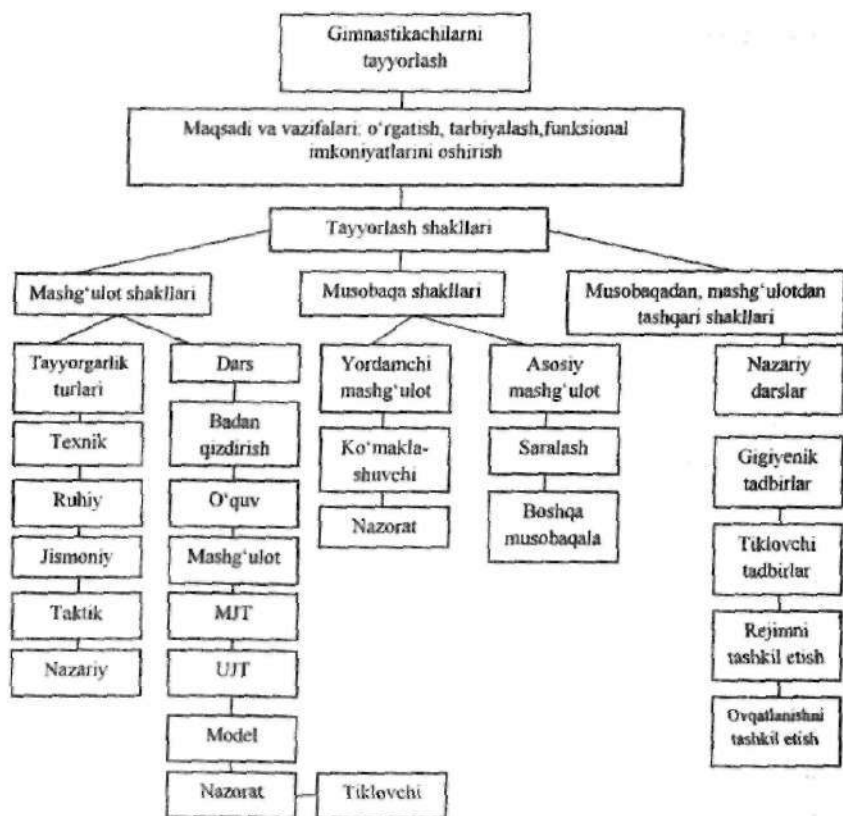 Gimnastikachilarni
tayyorlash
Maqsadi va vazifalari: o‘rgatish, tarbiyalash,funksional
imkoniyatlarini oshirish
Tayyorlash shakllari
Mashg‘ulot shakllari
Musobaqa shakllari
Musobaqadan, mashg‘ulotdan
tashqari shakllari
Tayyorgarlik
turlari
Texnik
Ruhiy
Jismoniy
Taktik
Nazariy
Dars
Badan
qizdirish
O‘quv
Mashg‘ulot
MJT
UJT
Model
Nazorat
Tiklovchi
Yordamchi
mashg‘ulot
Ko‘makla-
shuvchi
Nazorat
Asosiy
mashg‘ulot
Saralash
Boshqa
musobaqala
Nazariy
darslar
Gigiyenik
tadbirlar
Tiklovchi
tadbirlar
Rejimni
tashkil etish
Ovqatlanishni
tashkil etish